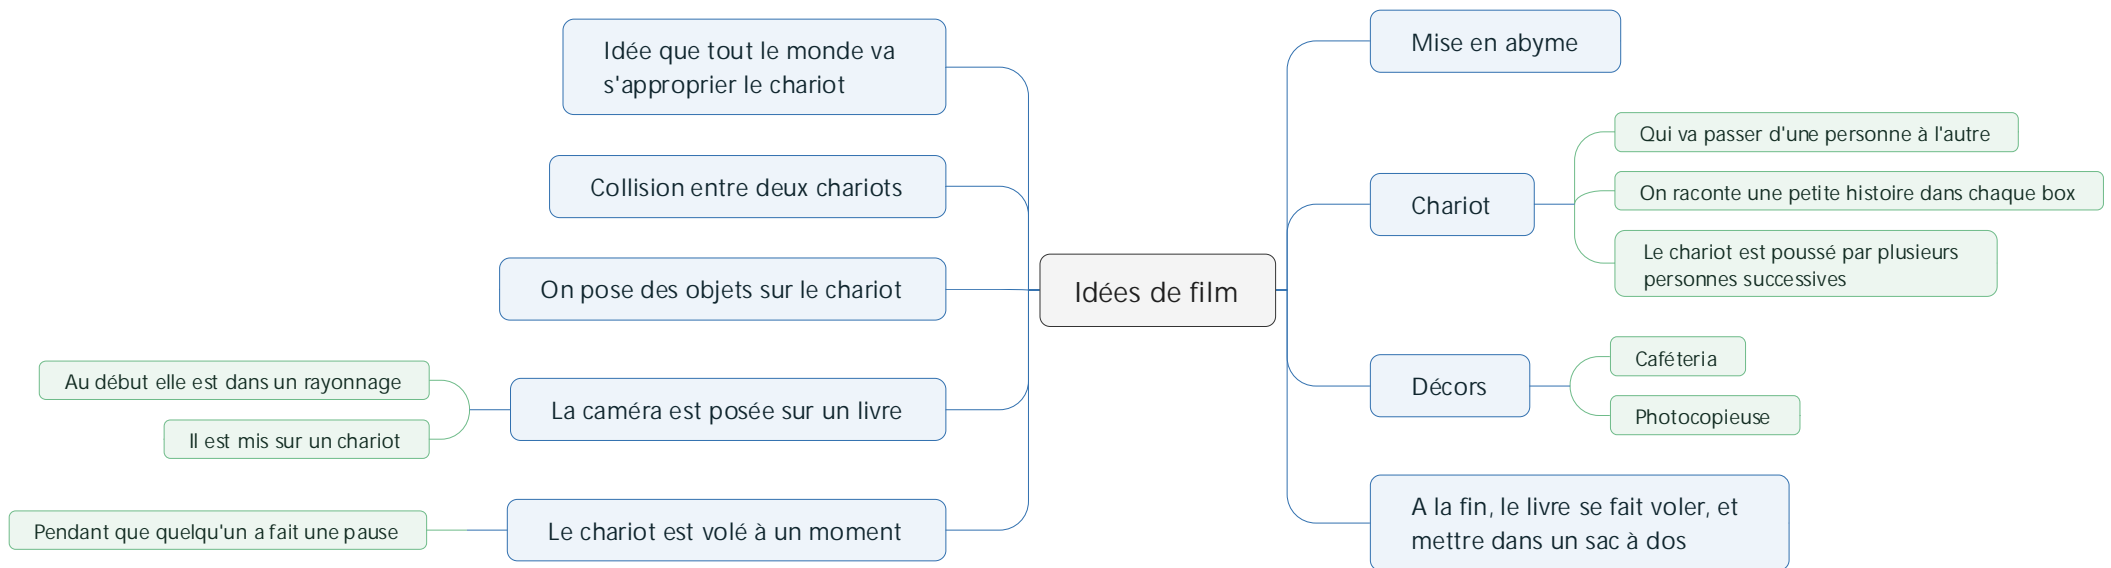 Idées de film
Mise en abyme
Chariot
Qui va passer d'une personne à l'autre
On raconte une petite histoire dans chaque box
Le chariot est poussé par plusieurs
personnes successives
Décors
Caféteria
Photocopieuse
A la fin, le livre se fait voler, et
mettre dans un sac à dos
Idée que tout le monde va
s'approprier le chariot
Collision entre deux chariots
On pose des objets sur le chariot
La caméra est posée sur un livre
Au début elle est dans un rayonnage
Il est mis sur un chariot
Le chariot est volé à un moment
Pendant que quelqu'un a fait une pause